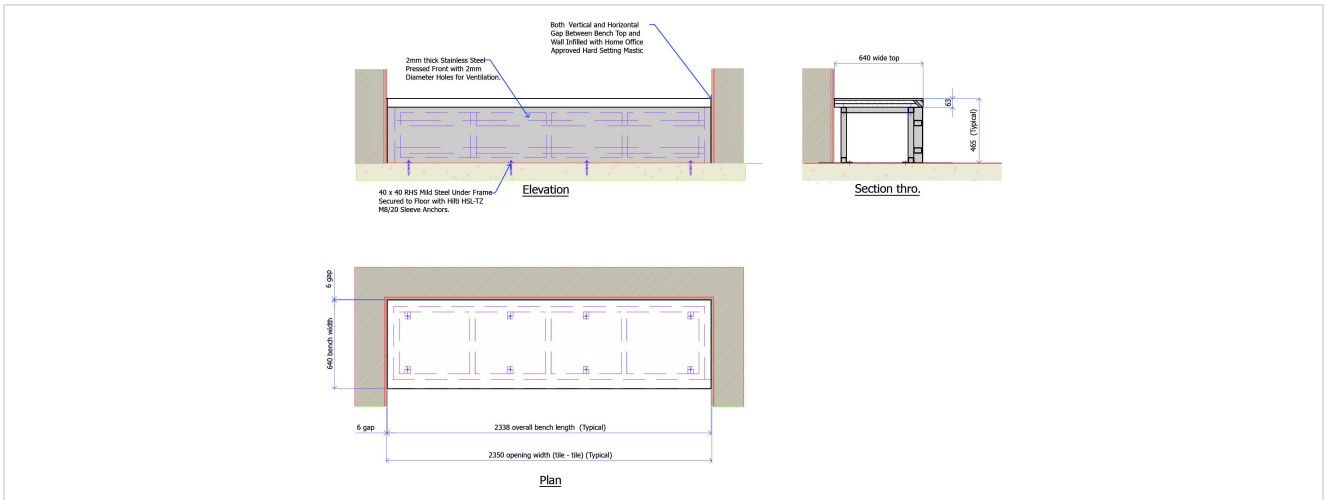 Both Vertical and Horizontal
Gap Between Bench Top and
Wall Infilled with Home Office
Approved Hard Setting Mastic
2mm thick Stainless Steel
Pressed Front with 2mm
Diameter Holes for Ventilation.
40 x 40 RHS Mild Steel Under Frame
Secured to Floor with Hilti HSL-TZ
M8/20 Sleeve Anchors.
Elevation
640 wide top
63
465 (Typical)
Section thro.
6 gap
640 bench width
6 gap
2338 overall bench length (Typical)
2350 opening width (tile - tile) (Typical)
Plan